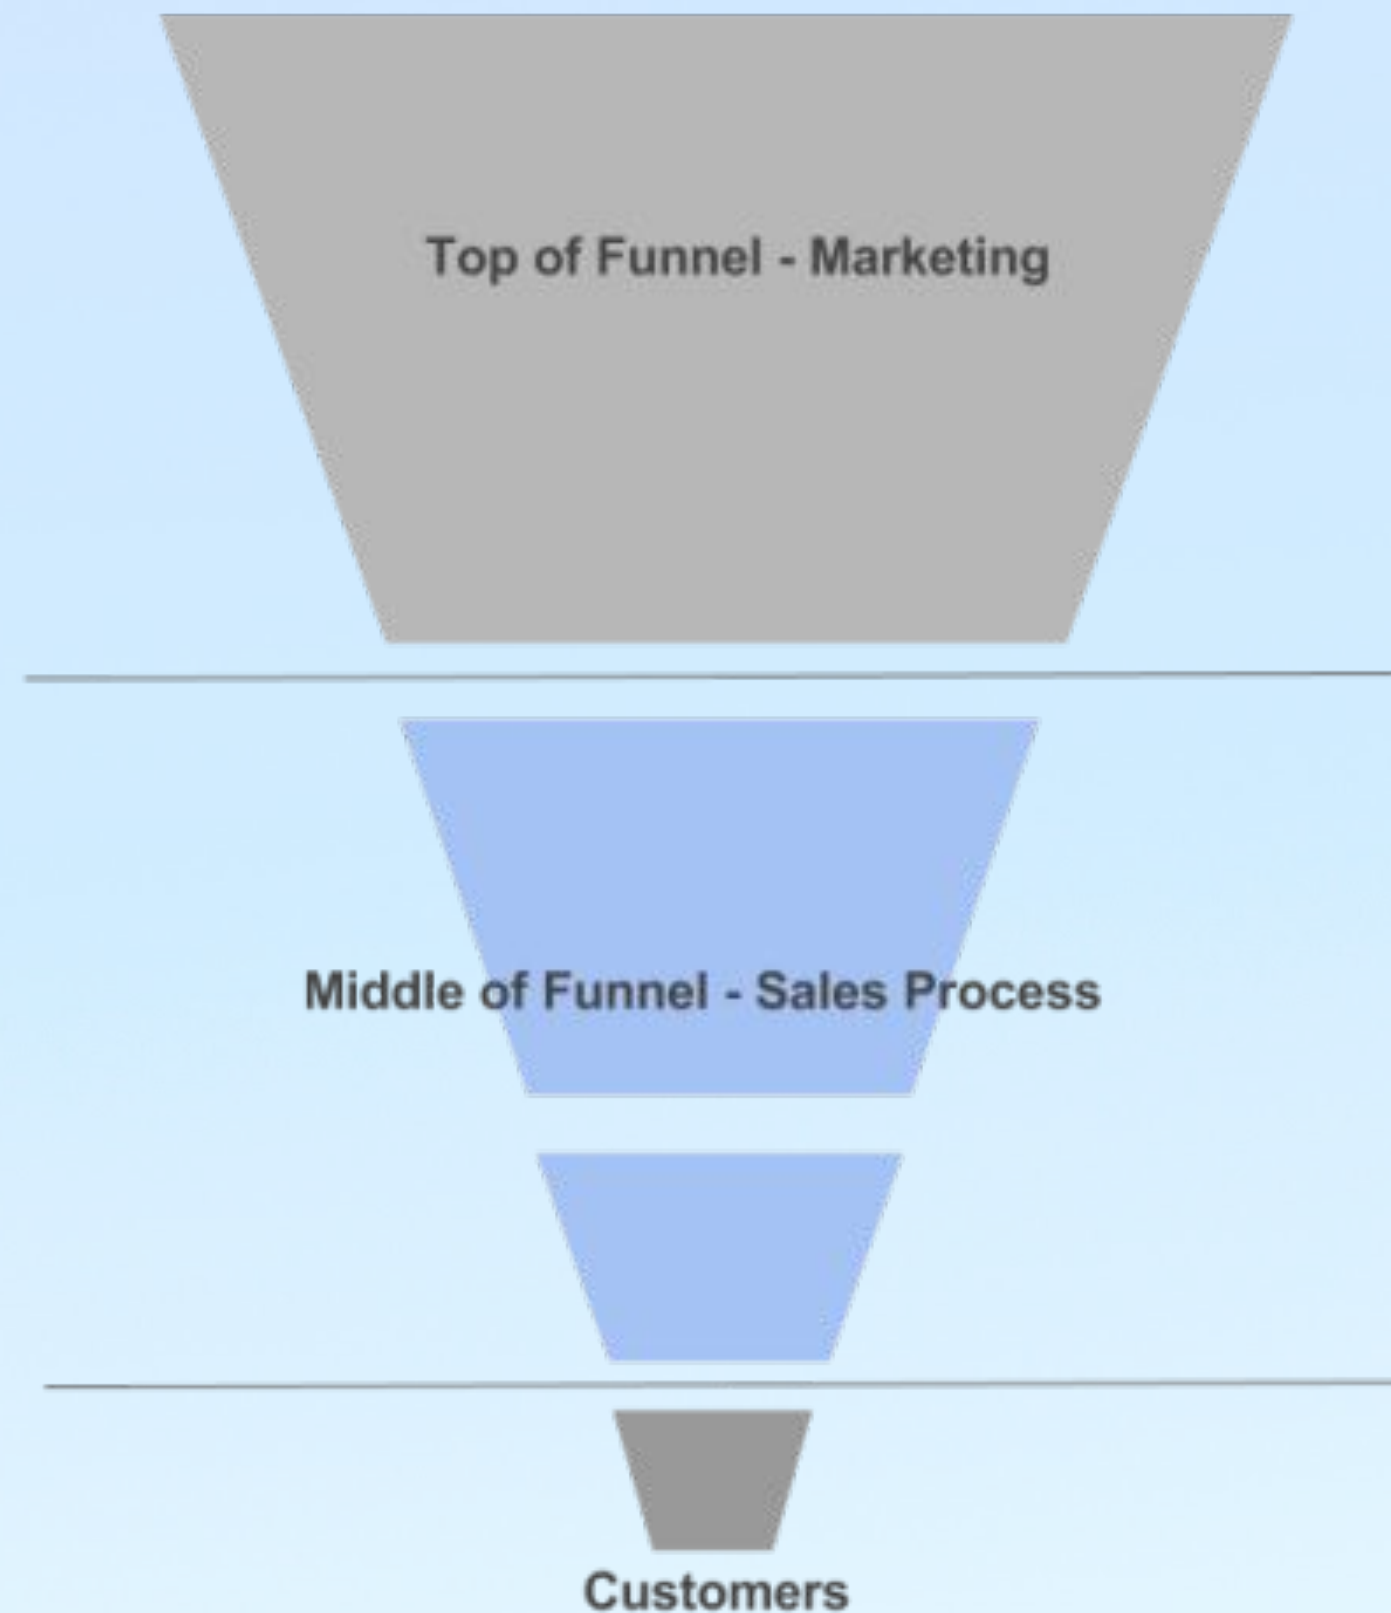 Top of Funnel - Marketing
Middle of Funnel - Sales Process
Customers